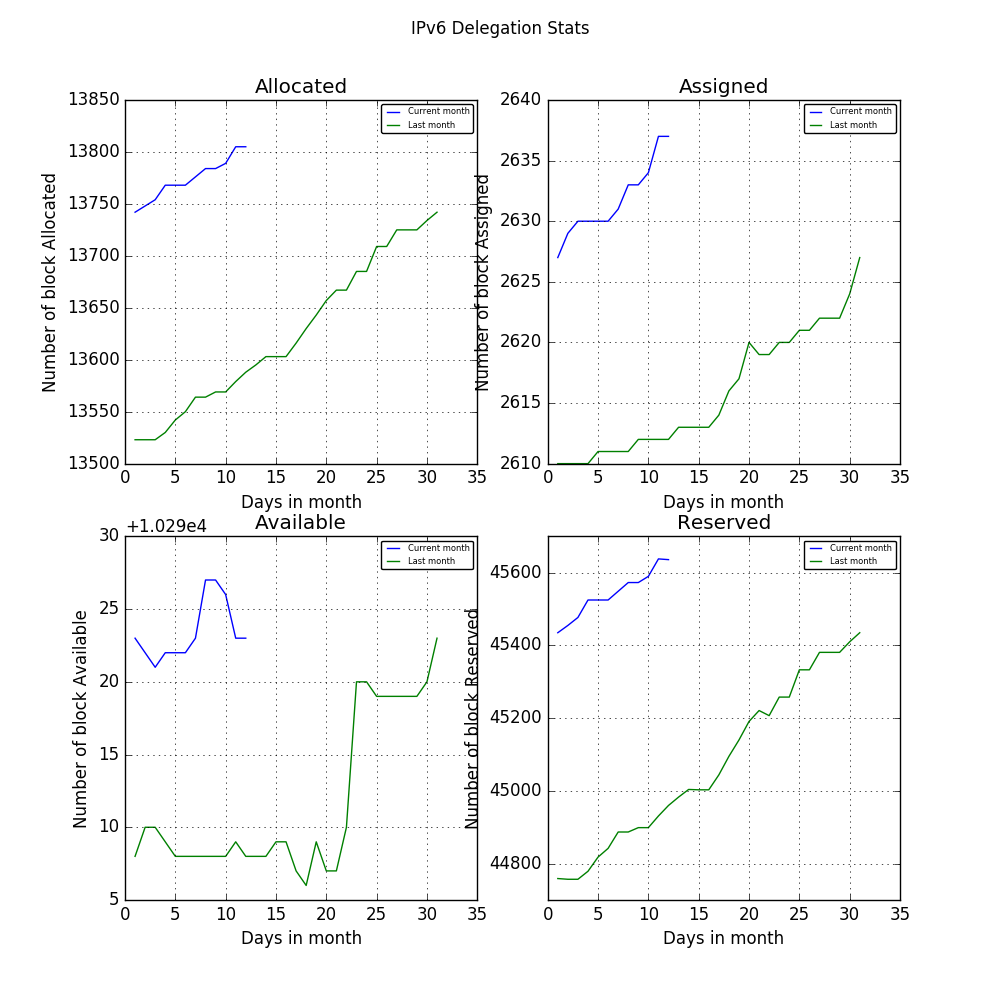 IPv6 Delegation Stats
Allocated
Number of block Allocated
13850
13800
13750
13700
13650
13600
13550
13500
Current month
Last month
0 5 10 15 20 25 30 35
Days in month
Assigned
Number of block Assigned
2640
2635
2630
2625
2620
2615
2610
Current month
Last month
0 5 10 15 20 25 30 35
Days in month
Available
+1.029e4
Number of block Available
30
25
20
15
10
5
Current month
Last month
0 5 10 15 20 25 30 35
Days in month
Reserved
Number of block Reserved
45600
45400
45200
45000
44800
Current month
Last month
0 5 10 15 20 25 30 35
Days in month